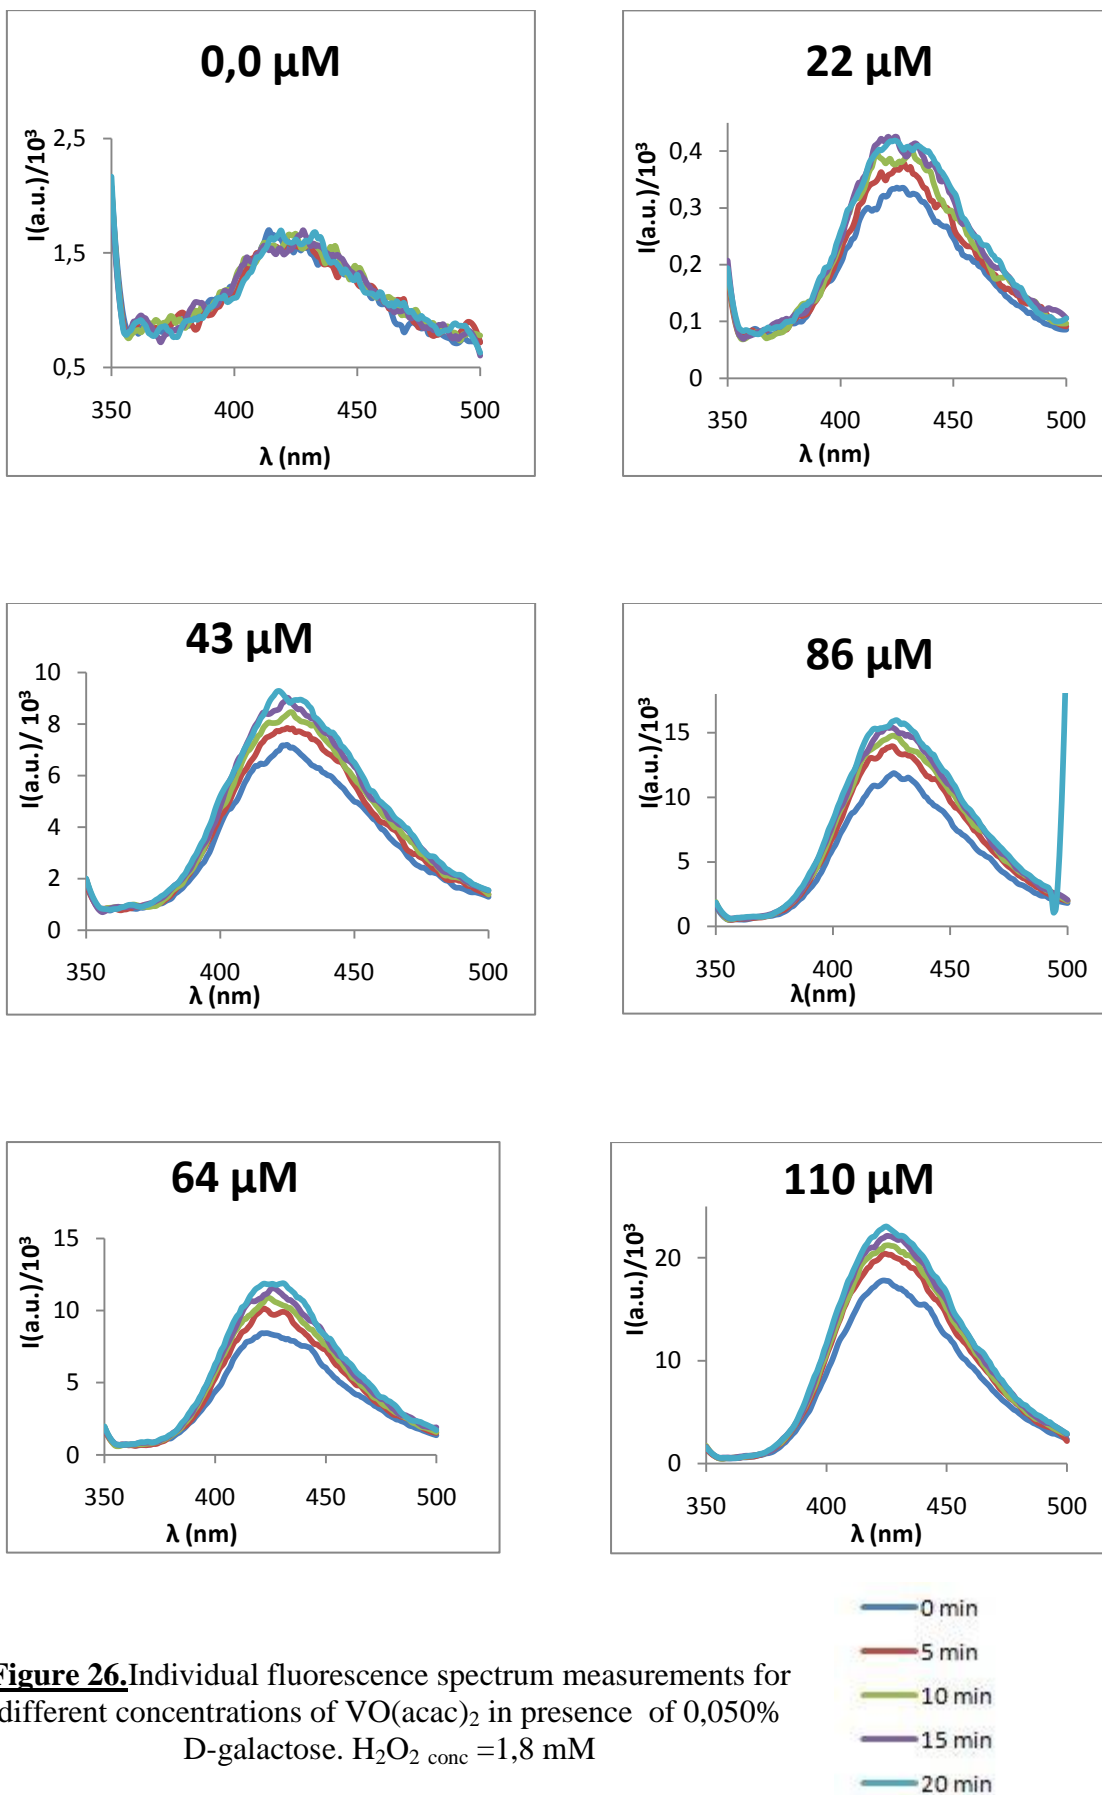 0,0 µM
I(a.u.)/10³
2,5
1,5
0,5
350 400 450 500
λ (nm)
22 µM
I(a.u.)/10³
0,4
0,3
0,2
0,1
0
350 400 450 500
λ (nm)
43 µM
I(a.u.)/ 10³
10
8
6
4
2
0
350 400 450 500
λ (nm)
86 µM
I(a.u.)/10³
15
10
5
0
350 400 450 500
λ(nm)
64 µM
I(a.u.)/10³
15
10
5
0
350 400 450 500
λ (nm)
110 µM
I(a.u.)/10³
20
10
0
350 400 450 500
λ (nm)
0 min
5 min
10 min
15 min
20 min
Figure 26.Individual fluorescence spectrum measurements for
different concentrations of VO(acac)₂ in presence of 0,050%
D-galactose. H₂O₂ conc =1,8 mM